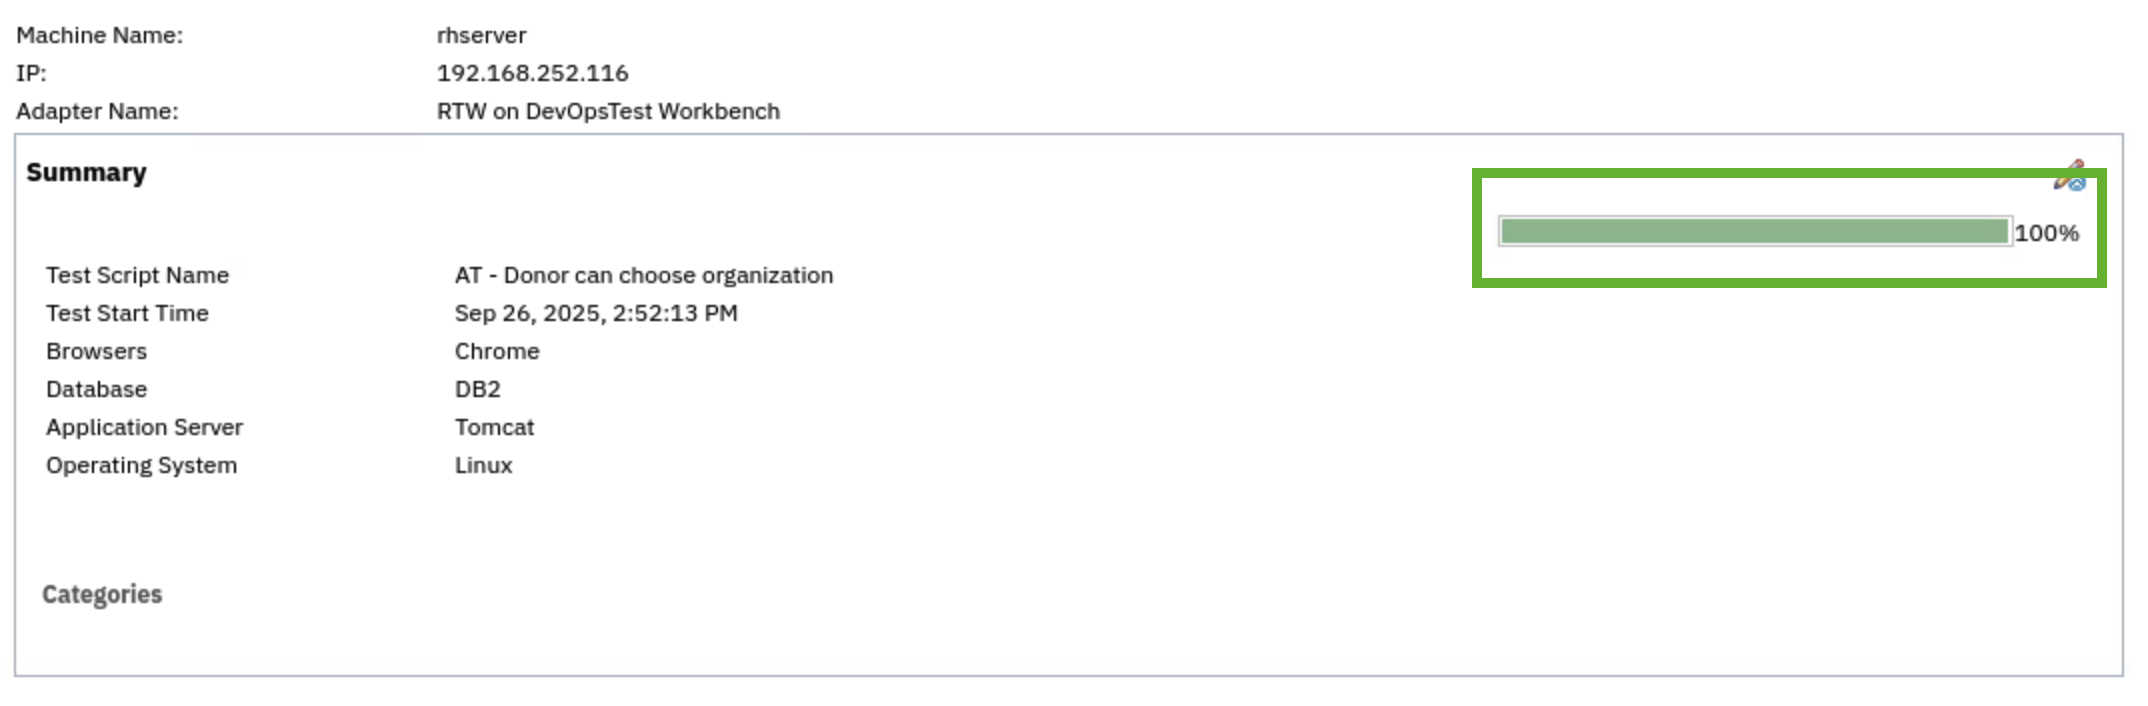 Machine Name: rhserver
IP: 192.168.252.116
Adapter Name: RTW on DevOpsTest Workbench
Summary
100%
Test Script Name AT - Donor can choose organization
Test Start Time Sep 26, 2025, 2:52:13 PM
Browsers Chrome
Database DB2
Application Server Tomcat
Operating System Linux
Categories